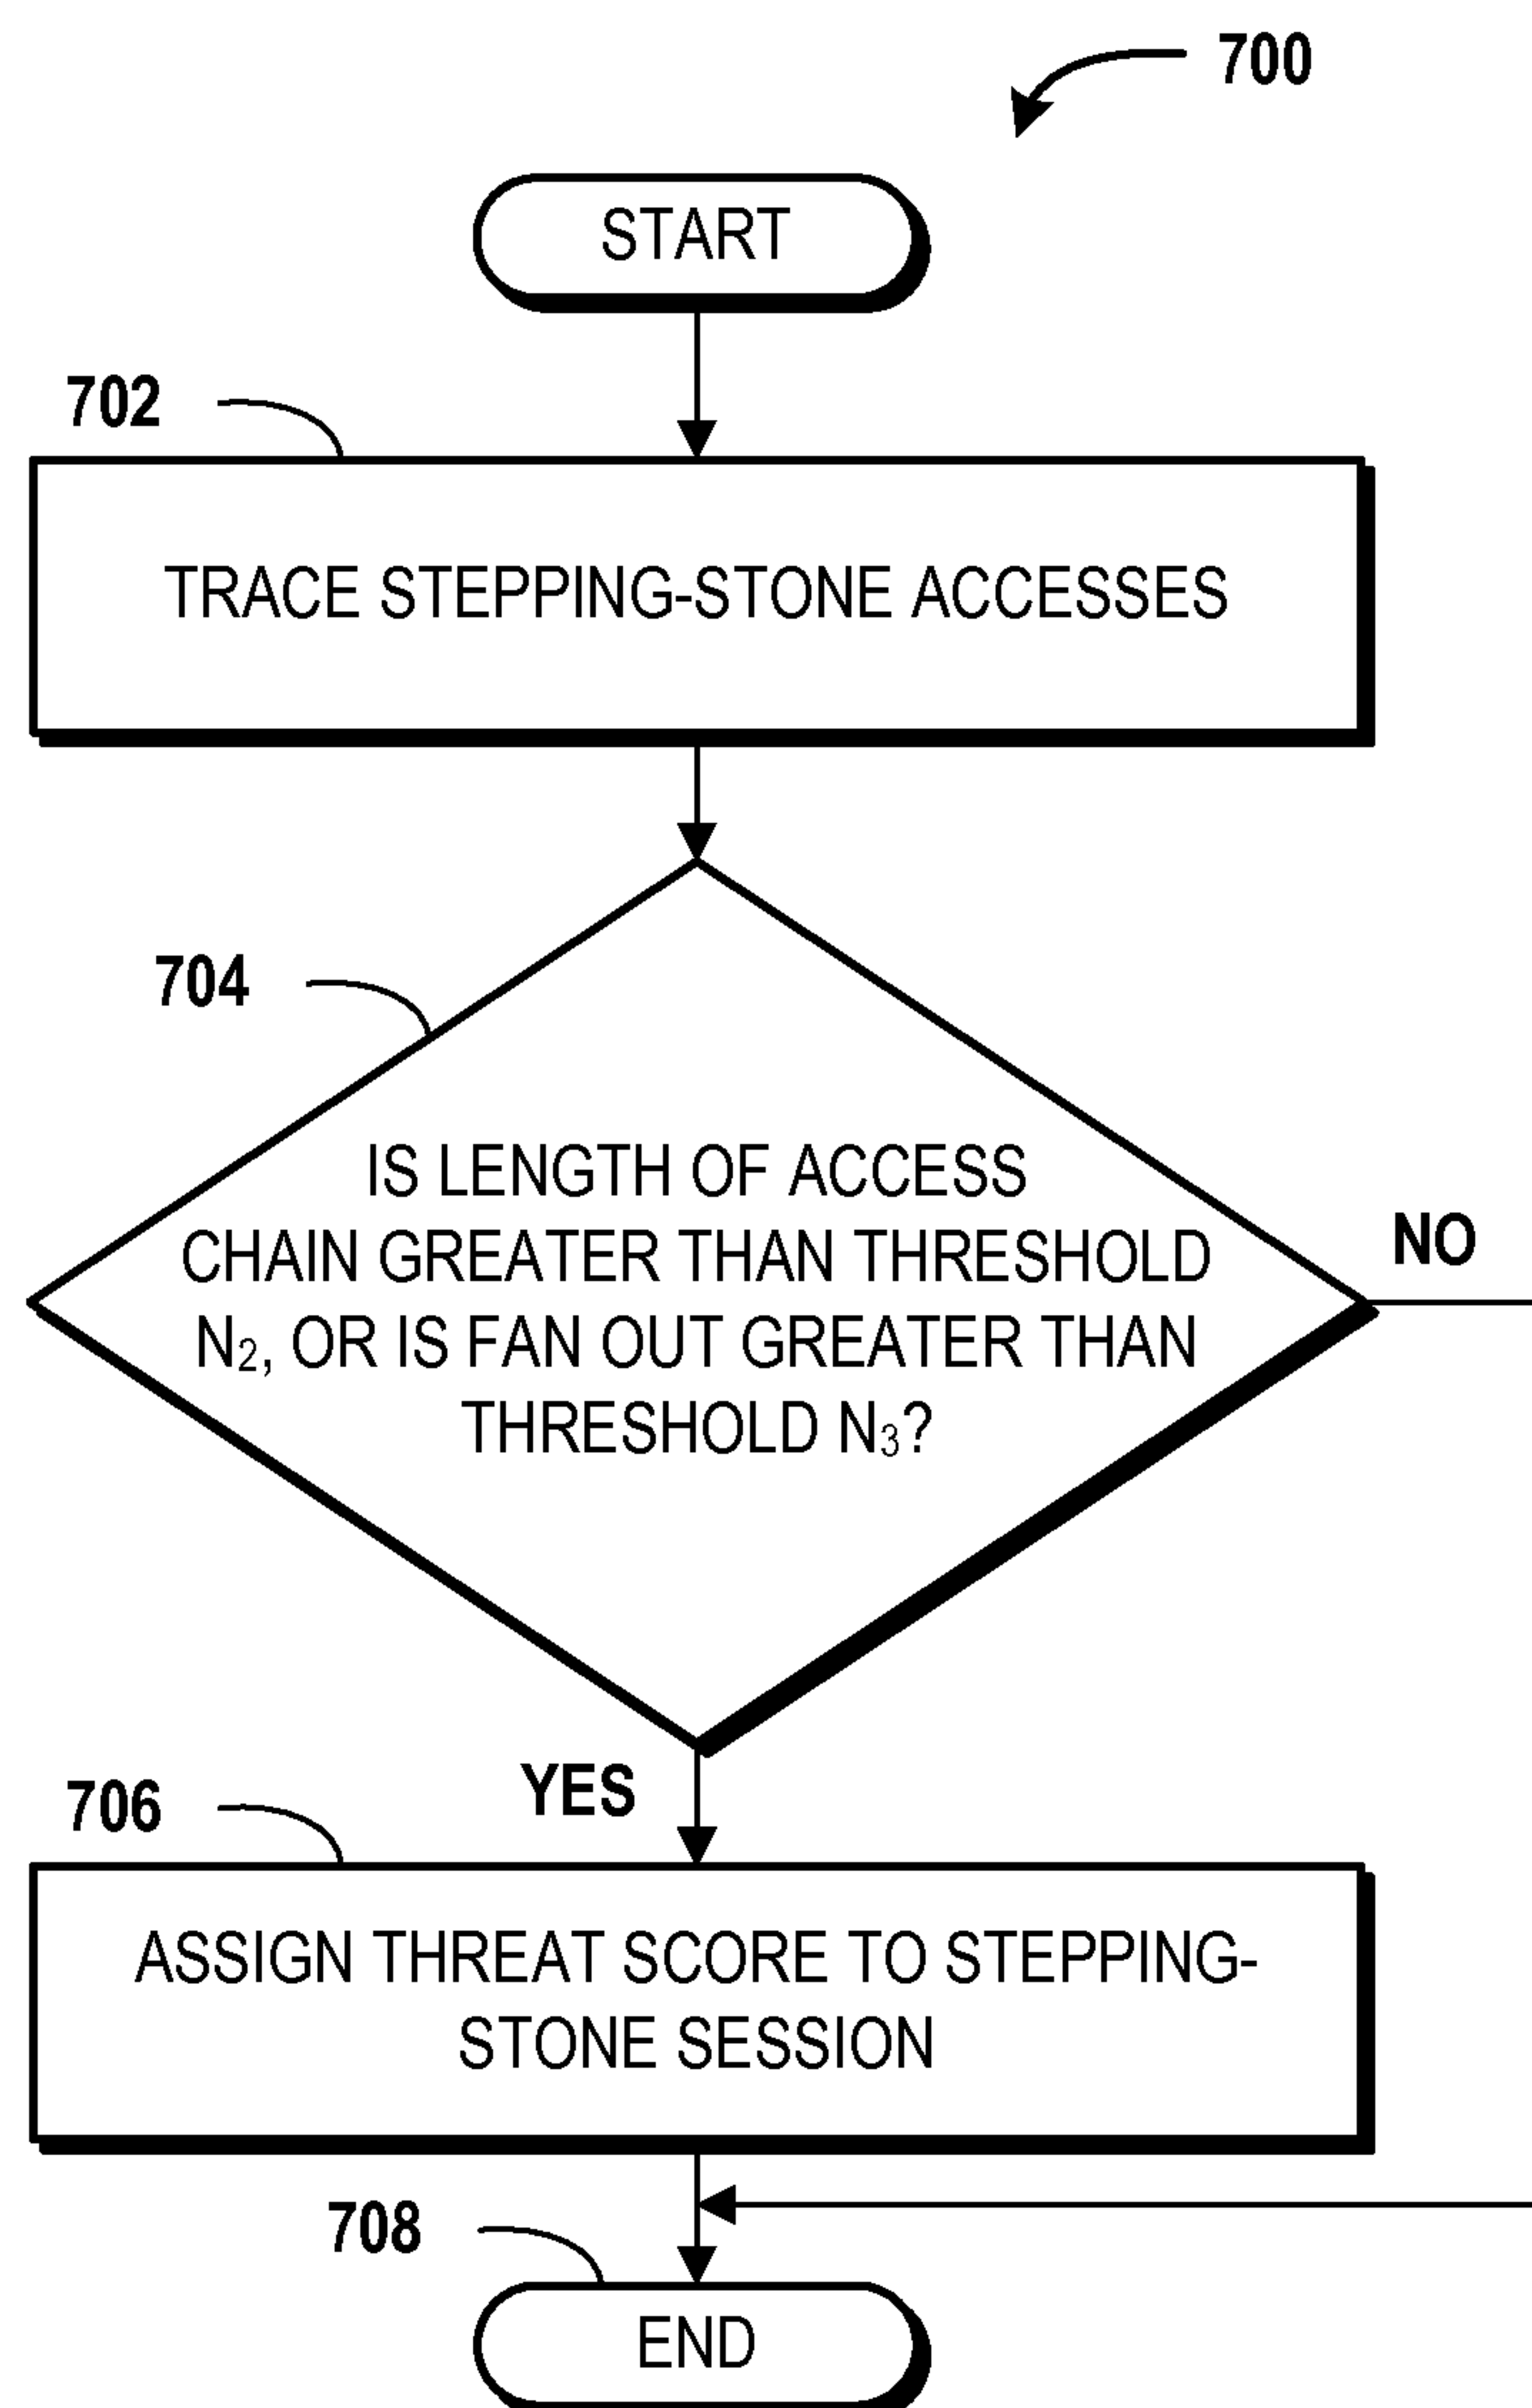 700
START
702
TRACE STEPPING-STONE ACCESSES
704
IS LENGTH OF ACCESS
CHAIN GREATER THAN THRESHOLD
N₂, OR IS FAN OUT GREATER THAN
THRESHOLD N₃?
NO
YES
706
ASSIGN THREAT SCORE TO STEPPING-
STONE SESSION
708
END